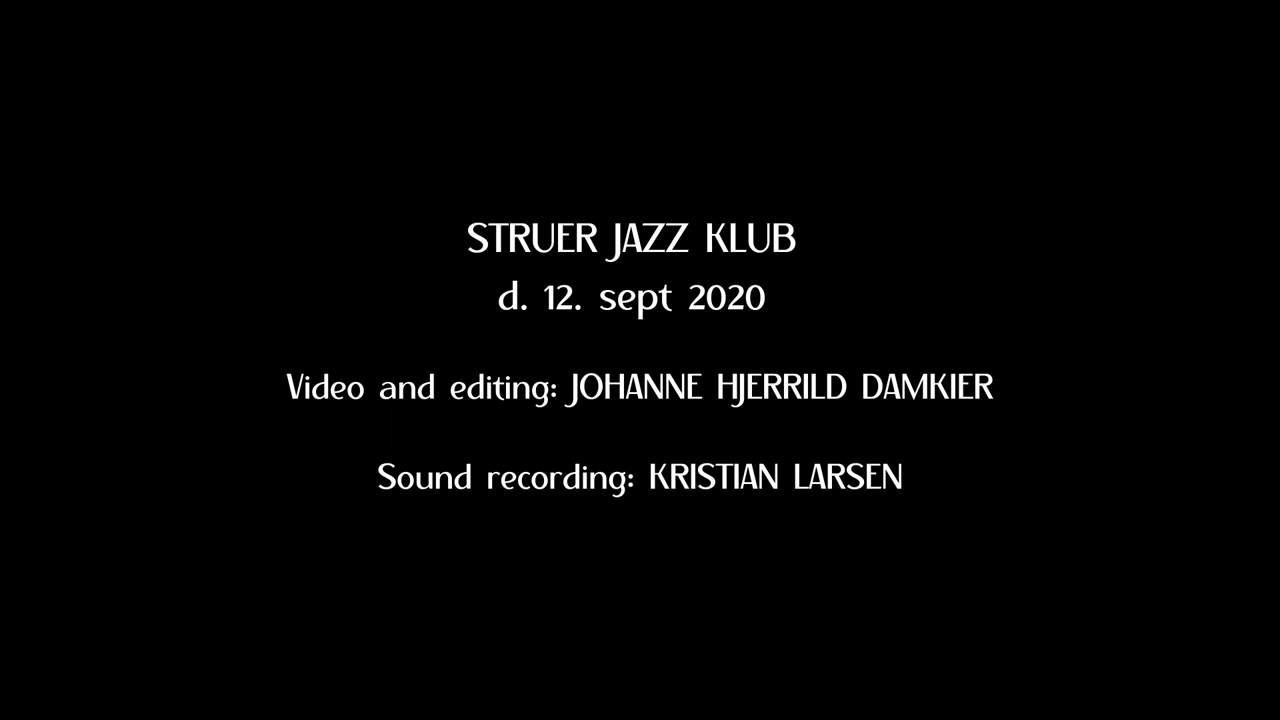 STRUER JAZZ KLUB
d. 12. sept 2020
Video and editing: JOHANNE HJERRILD DAMKIER
Sound recording: KRISTIAN LARSEN